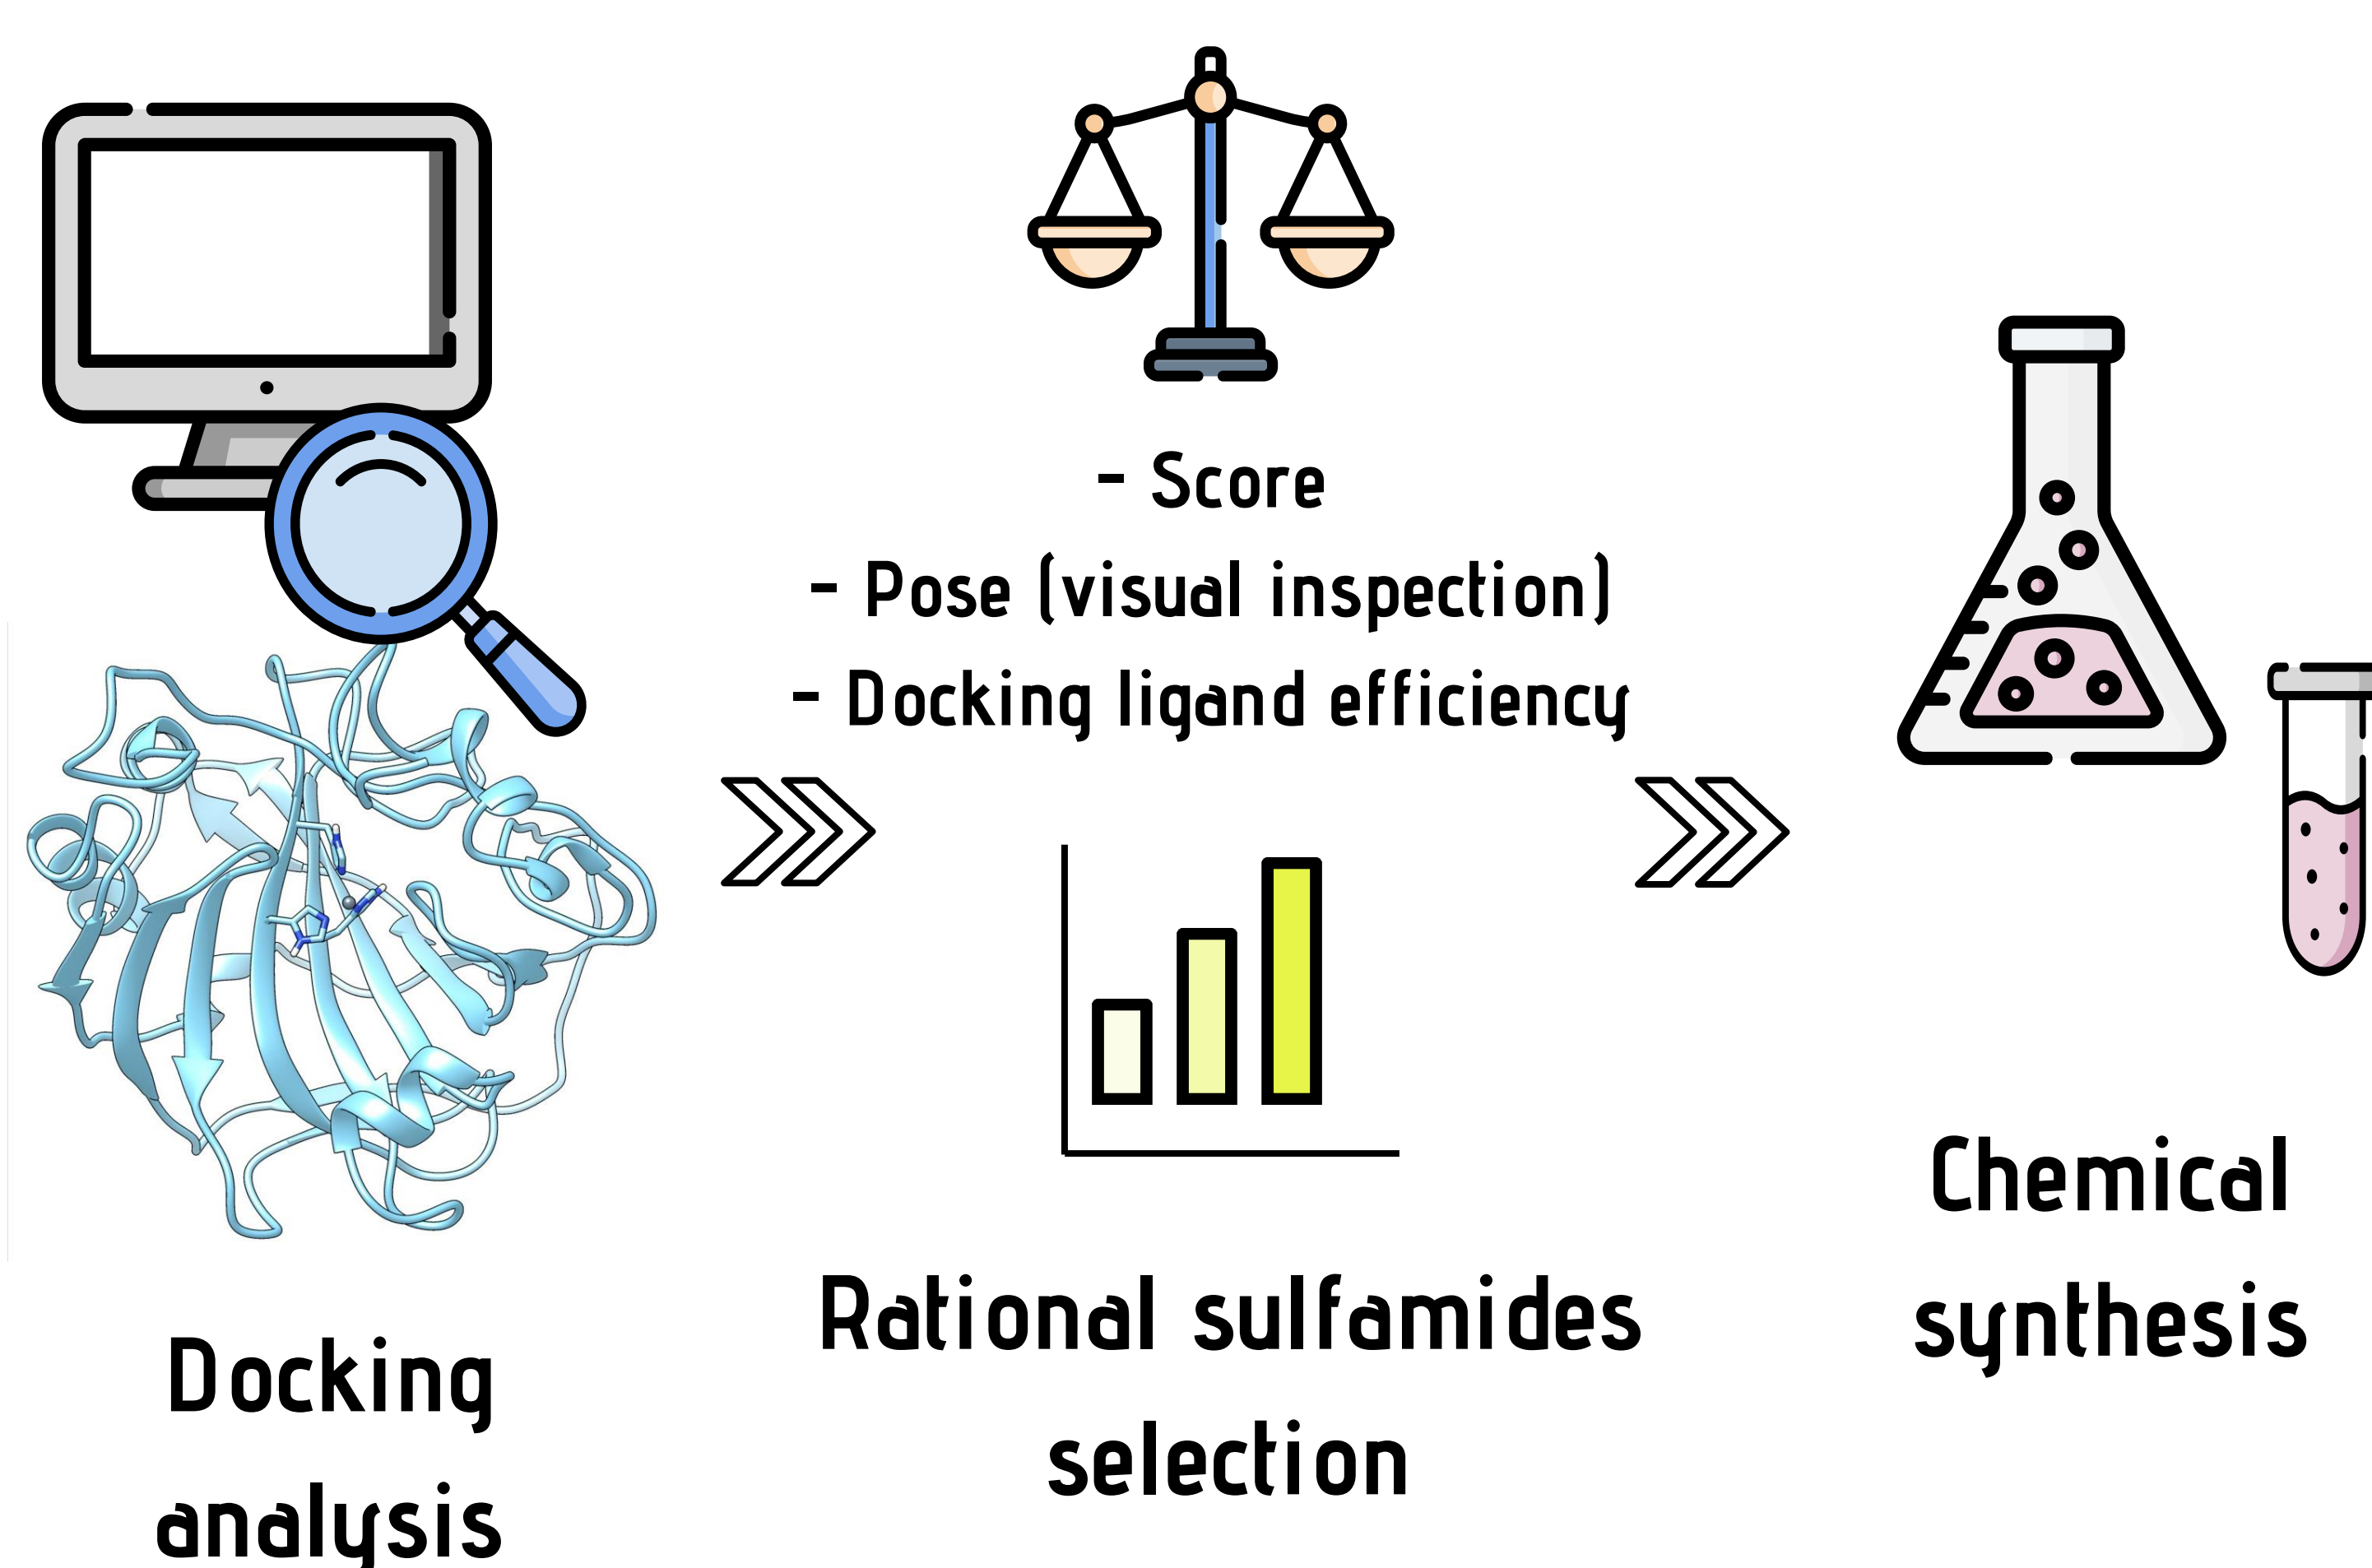 - Score
- Pose (visual inspection)
- Docking ligand efficiency
Docking
analysis
Rational sulfamides
selection
Chemical
synthesis